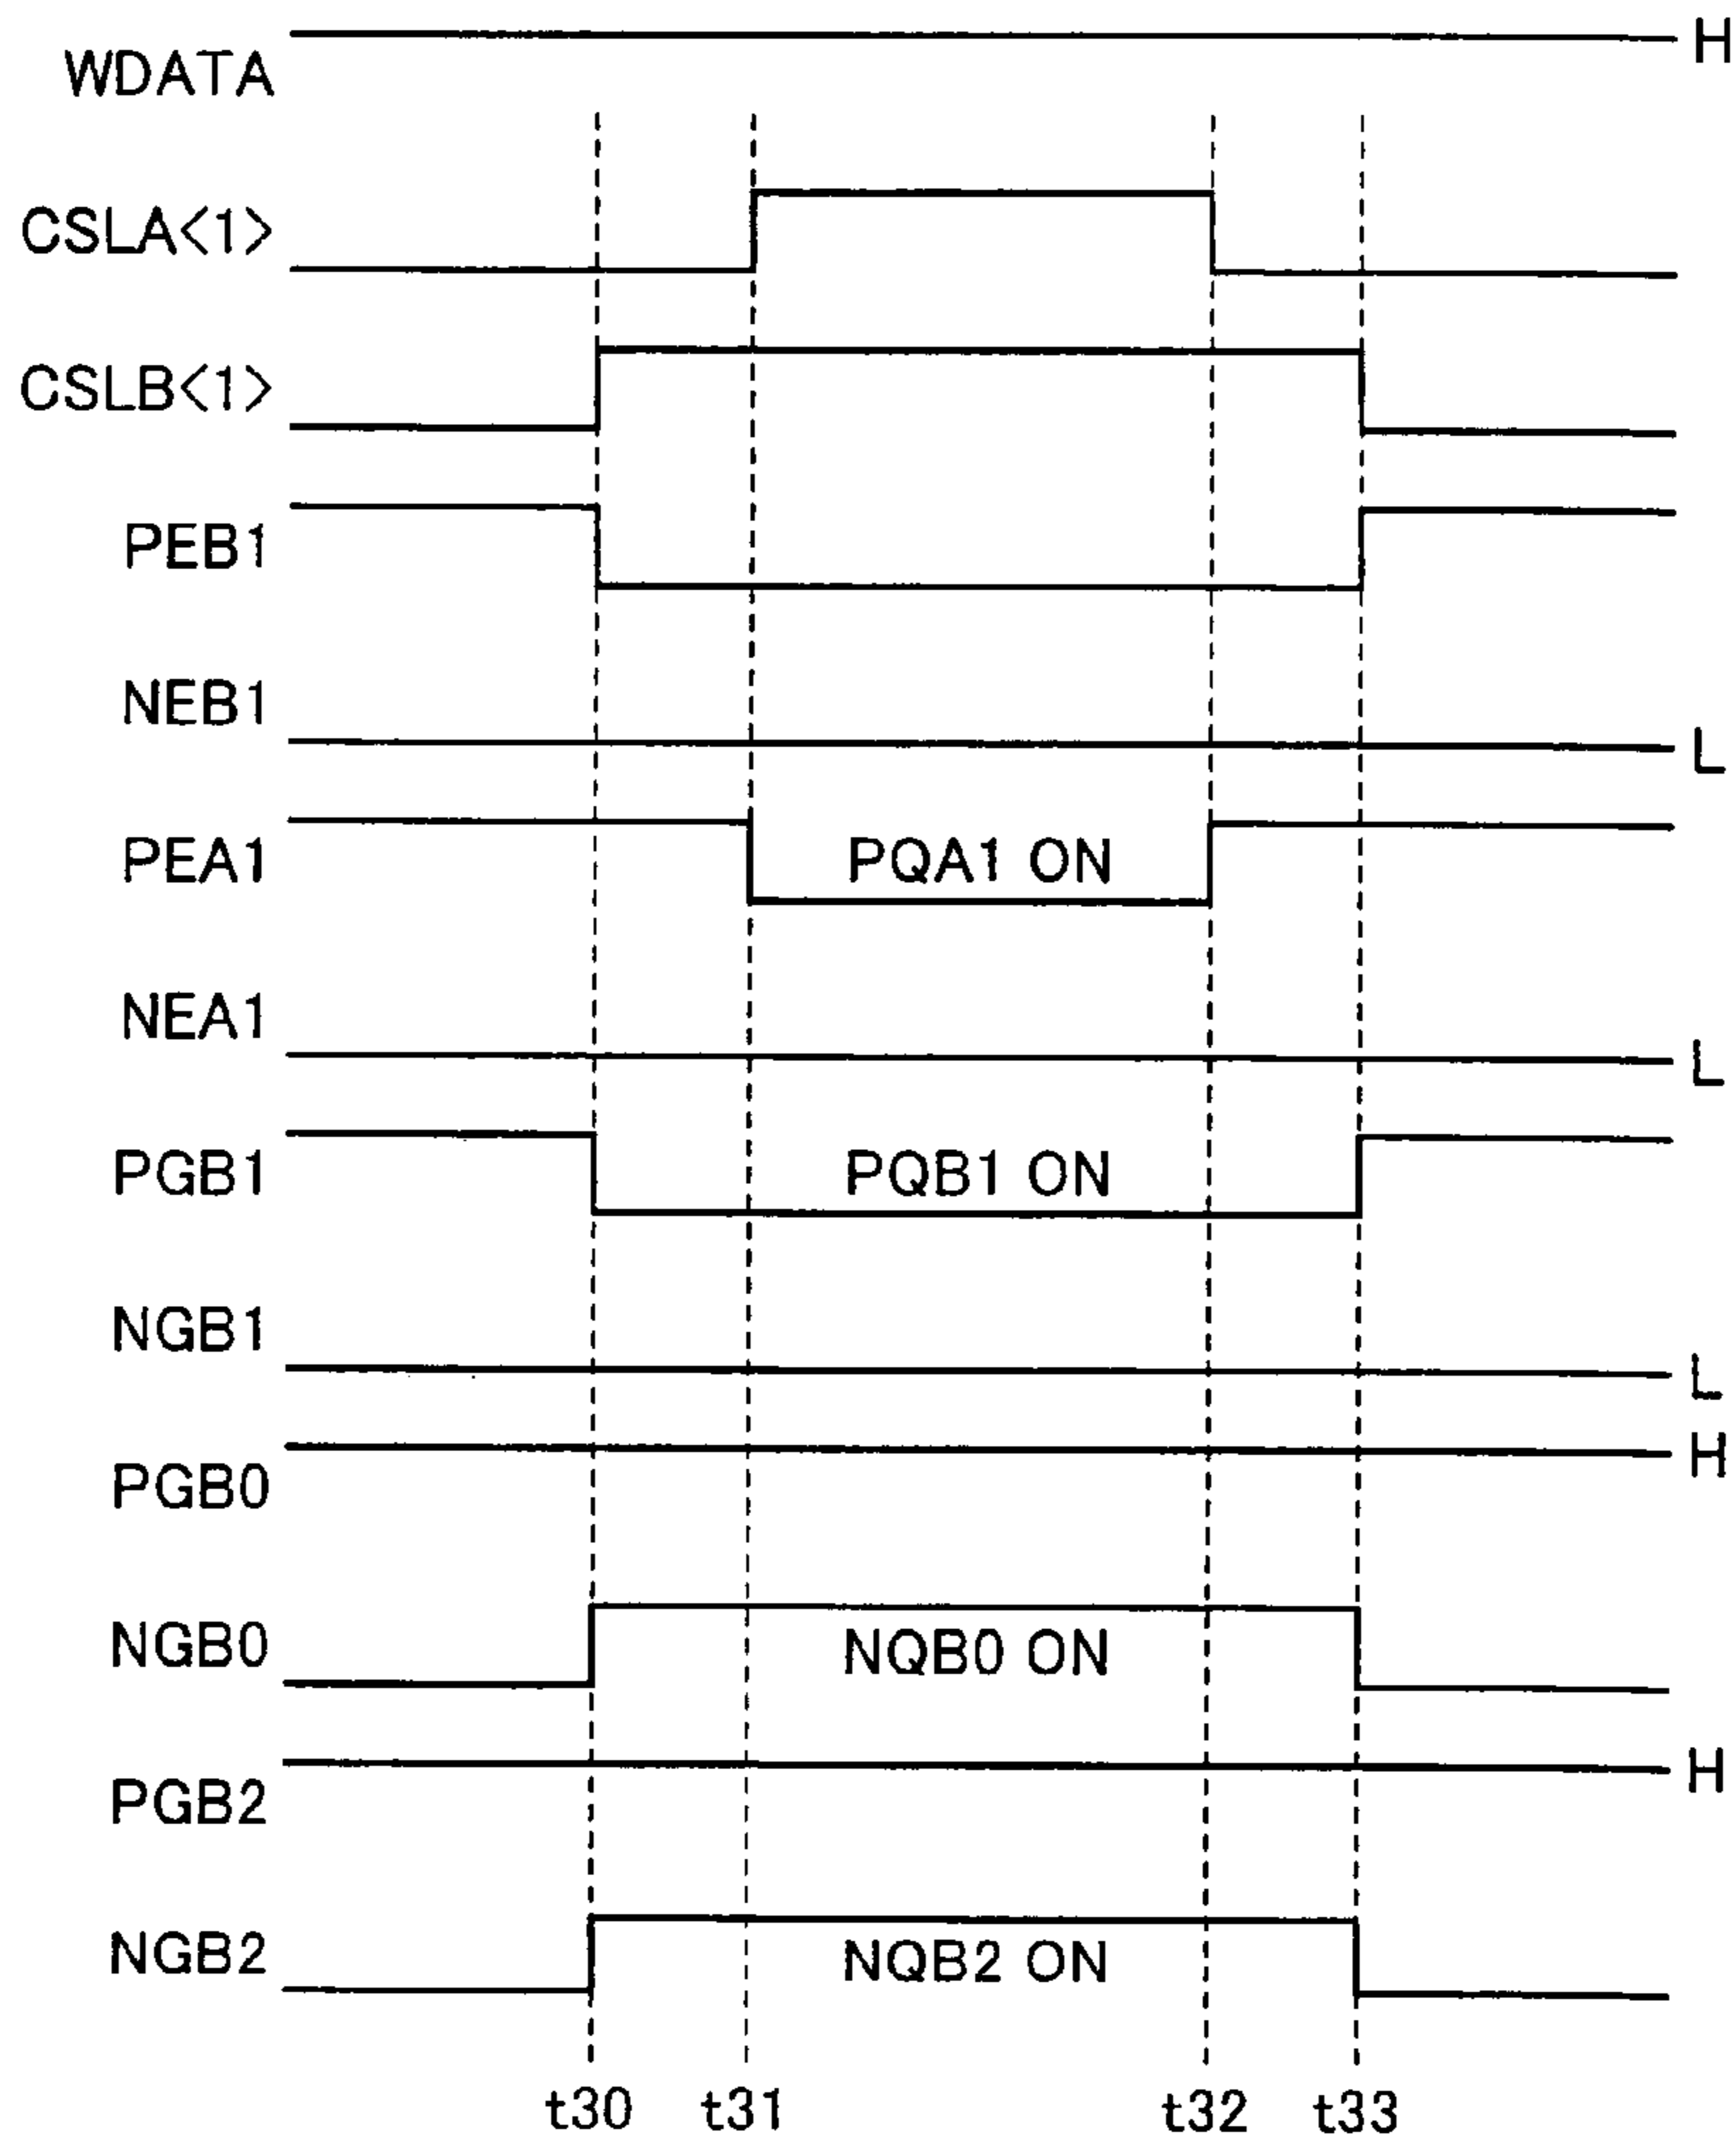 WDATA H
CSLA<1>
CSLB<1>
PEB1
NEB1 L
PEA1 PQA1 ON
NEA1 L
PGB1 PQB1 ON
NGB1 L
PGB0 H
NGB0 NQB0 ON
PGB2 H
NGB2 NQB2 ON
t30 t31 t32 t33